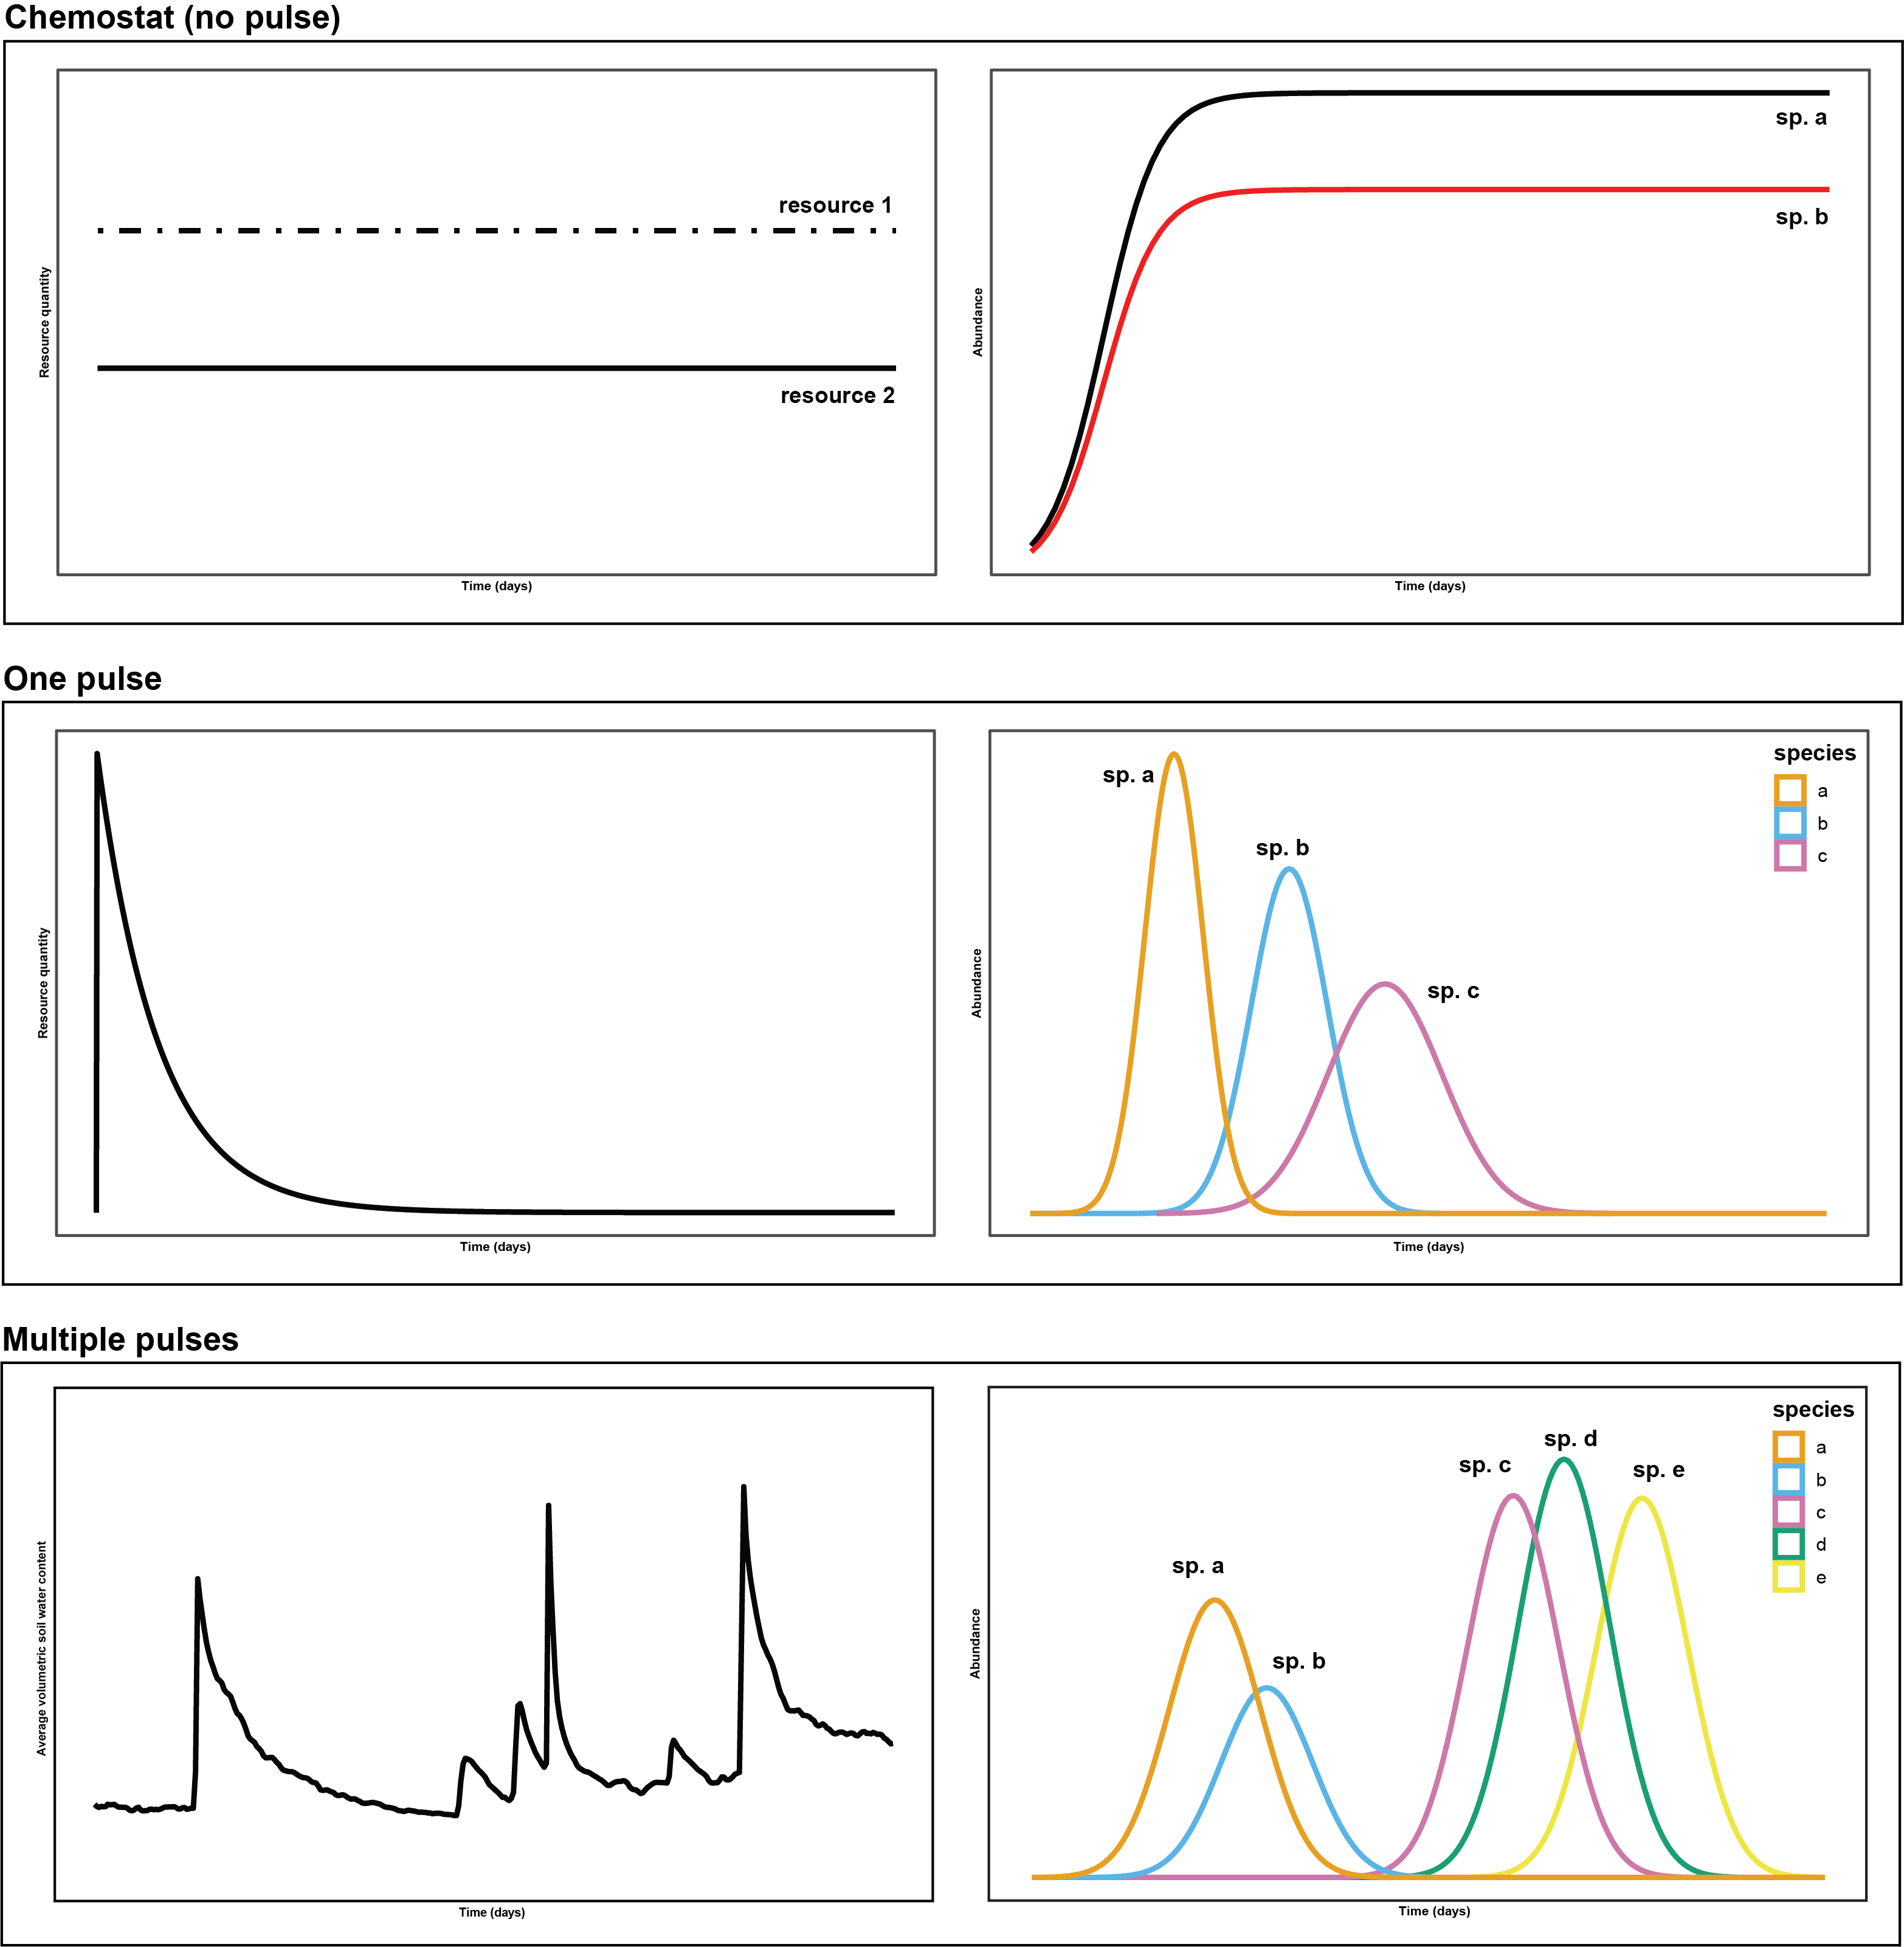 Chemostat (no pulse)
Resource quantity
resource 1
resource 2
Time (days)
Abundance
sp. a
sp. b
Time (days)
One pulse
Resource quantity
Time (days)
Abundance
sp. a
sp. b
sp. c
species
a
b
c
Time (days)
Multiple pulses
Average volumetric soil water content
Time (days)
Abundance
sp. a
sp. b
sp. c
sp. d
sp. e
species
a
b
c
d
e
Time (days)